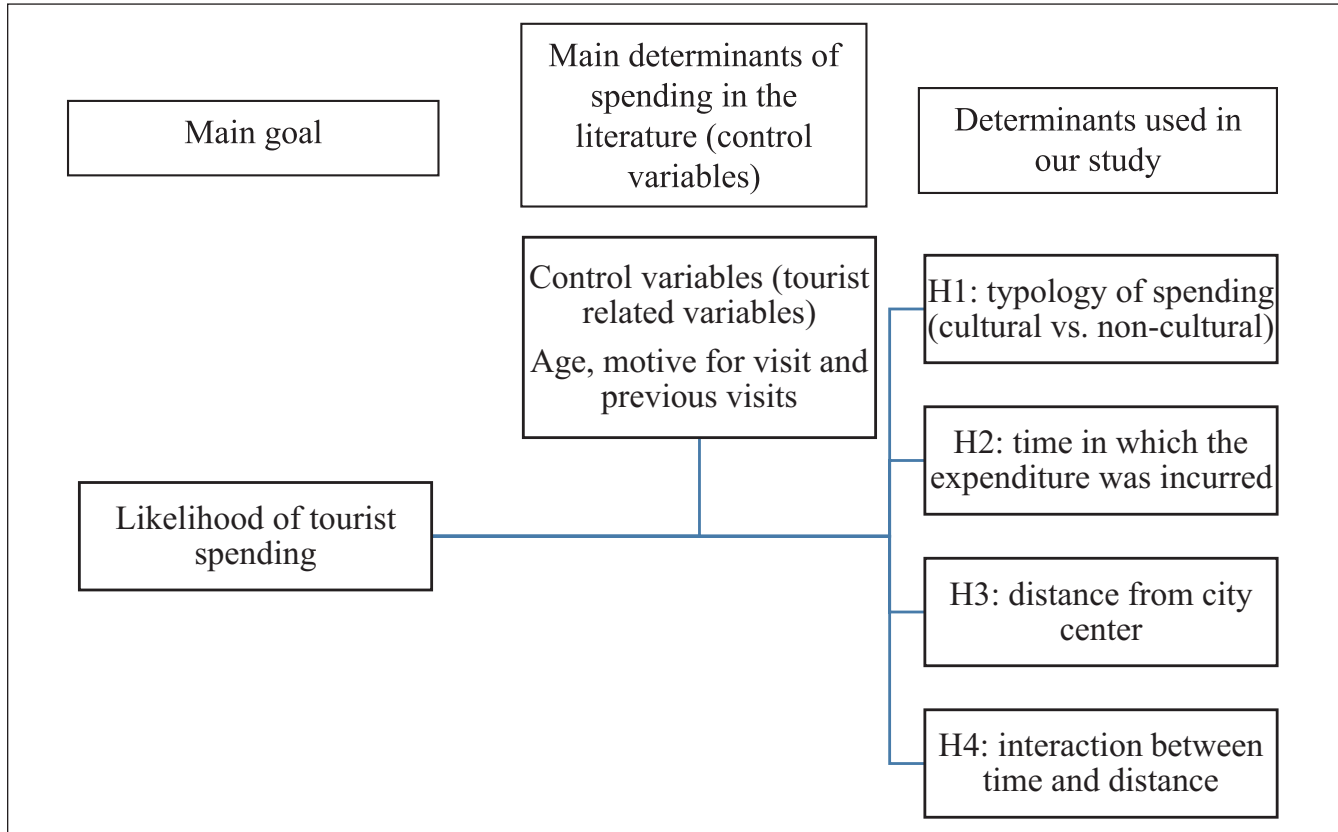 Main goal
Main determinants of
spending in the
literature (control
variables)
Determinants used in
our study
Control variables (tourist
related variables)
Age, motive for visit and
previous visits
Likelihood of tourist
spending
H1: typology of spending
(cultural vs. non-cultural)
H2: time in which the
expenditure was incurred
H3: distance from city
center
H4: interaction between
time and distance